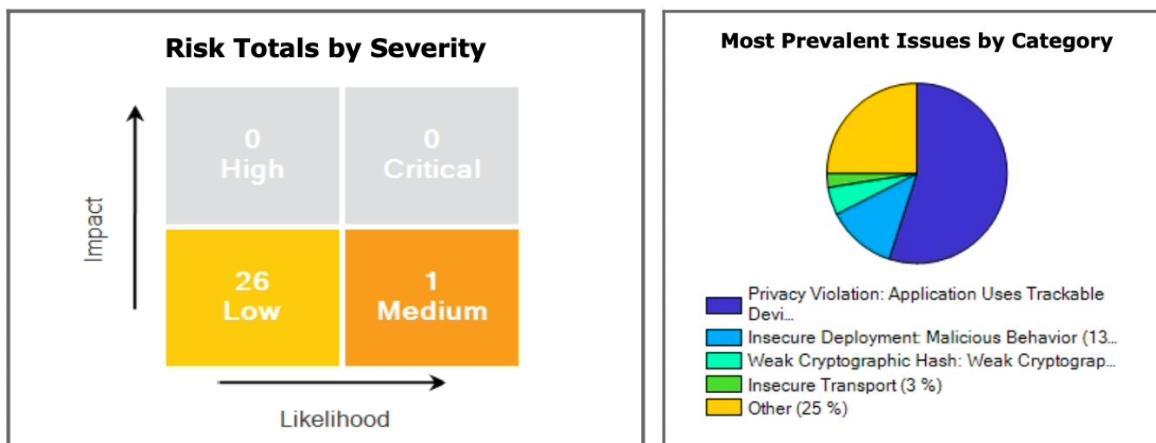 Risk Totals by Severity
0
High
0
Critical
Impact
26
Low
1
Medium
Likelihood
Most Prevalent Issues by Category
Privacy Violation: Application Uses Trackable
Devi...
Insecure Deployment: Malicious Behavior (13...
Weak Cryptographic Hash: Weak Cryptograp...
Insecure Transport (3 %)
Other (25 %)